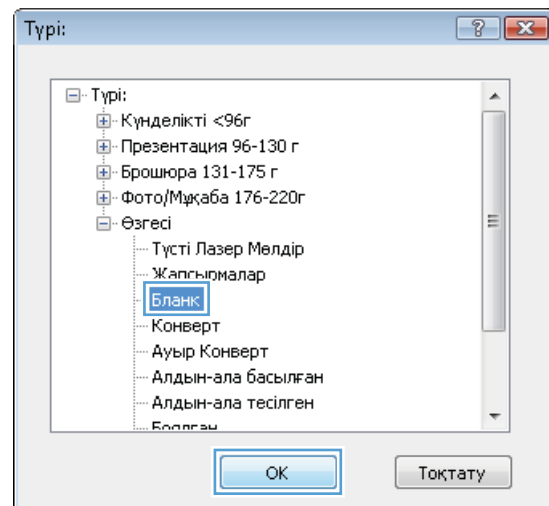 Түрі:
Түрі:
Күнделікті <96г
Презентация 96-130 г
Брошюра 131-175 г
Фото/Мұқаба 176-220г
Өзгесі
Түсті Лазер Мөлдір
Жапсырмалар
Бланк
Конверт
Ауыр Конверт
Алдын-ала басылған
Алдын-ала тесілген
Боялған
OK
Тоқтату